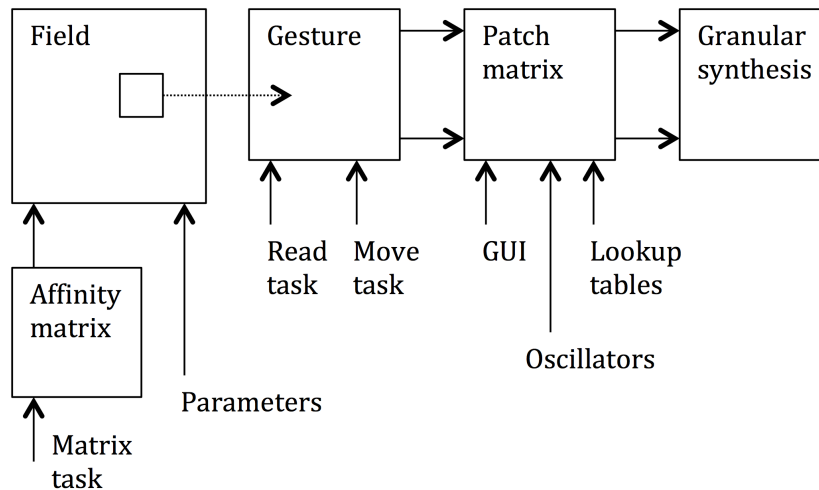 Field
Gesture
Patch
matrix
Granular
synthesis
Read
task
Move
task
GUI
Lookup
tables
Affinity
matrix
Oscillators
Parameters
Matrix
task